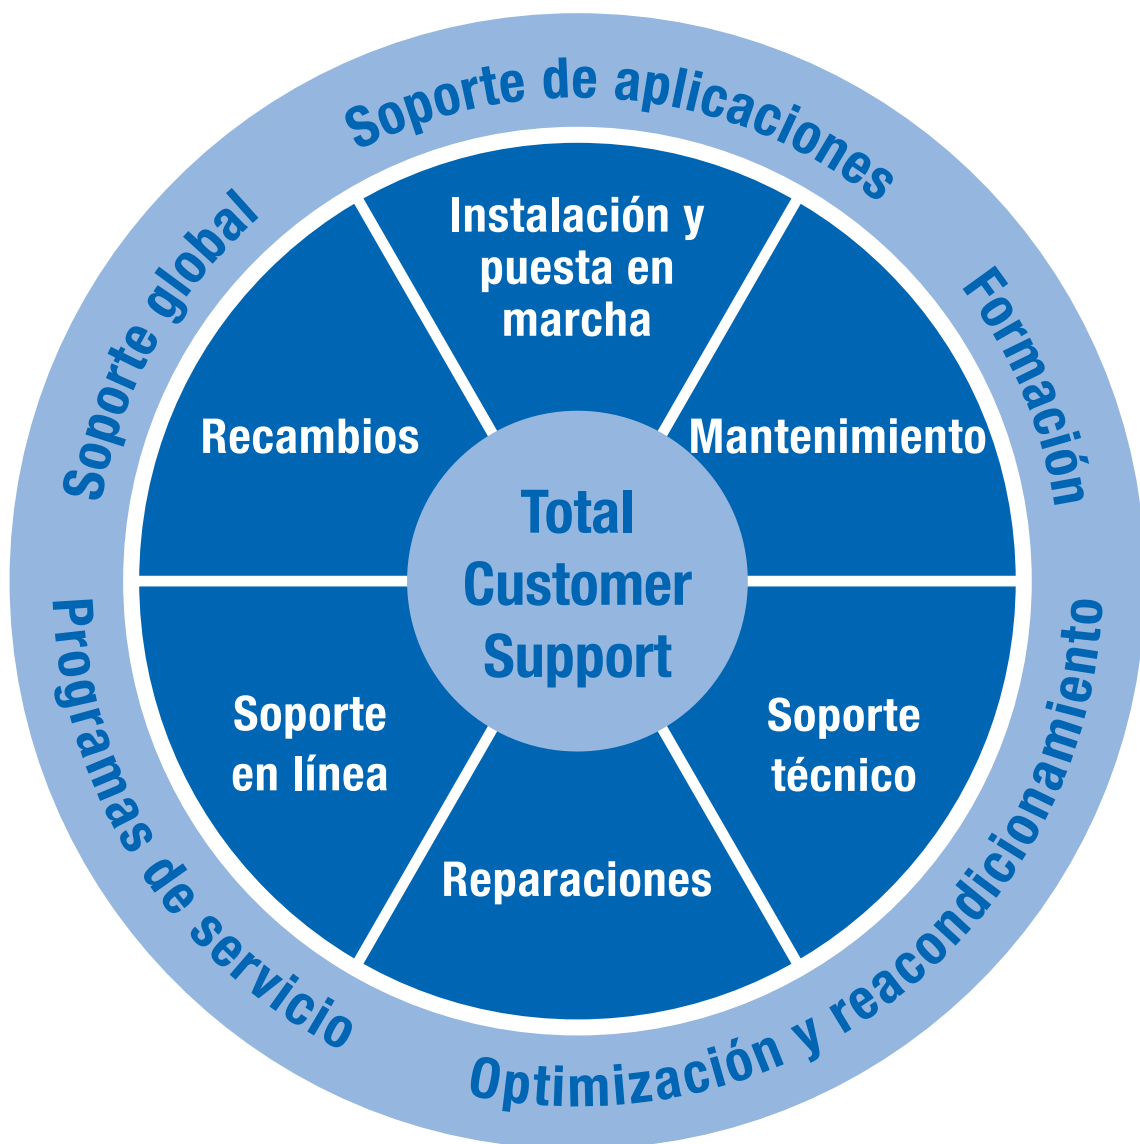 Soporte de aplicaciones
Formación
Optimización y reacondicionamiento
Programas de servicio
Soporte global
Instalación y
puesta en
marcha
Mantenimiento
Soporte
técnico
Reparaciones
Soporte
en línea
Recambios
Total
Customer
Support